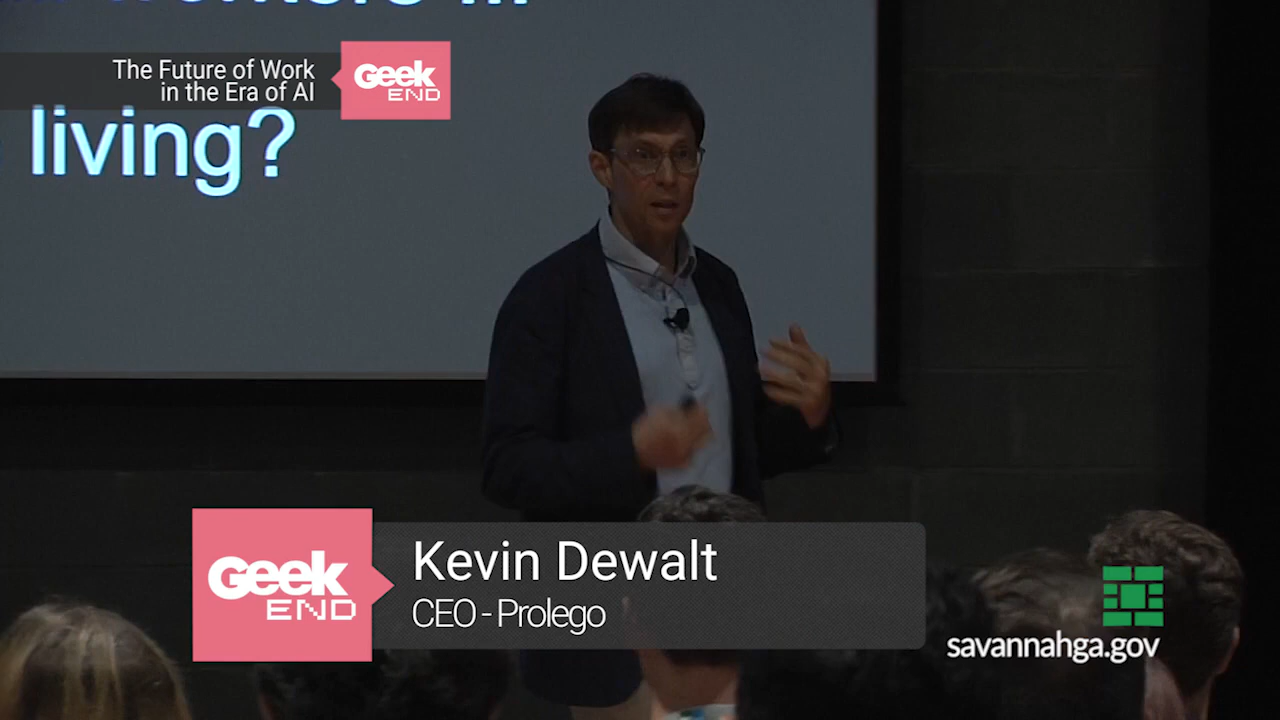 The Future of Work
in the Era of AI
Geek
END
living?
Geek
END
Kevin Dewalt
CEO - Prolego
savannahga.gov